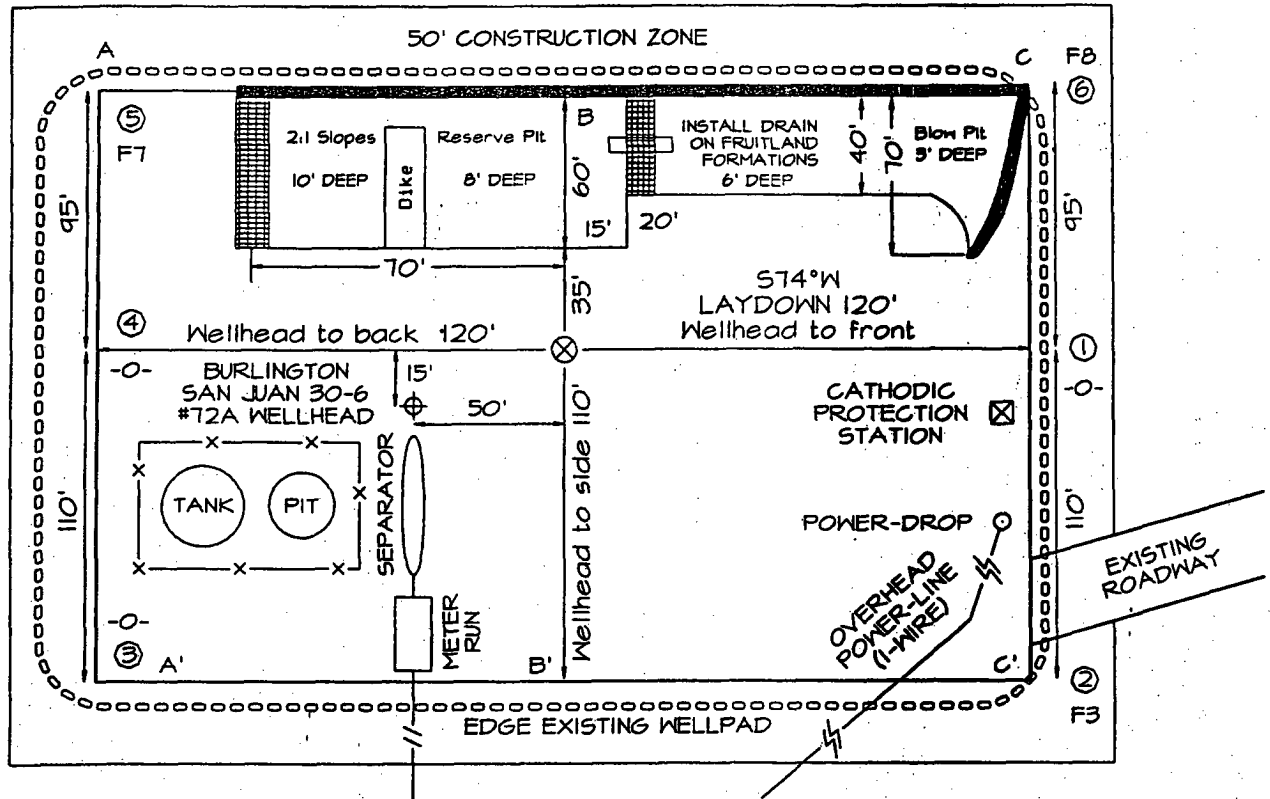 50' CONSTRUCTION ZONE
A
C
F8
⑤
F7
2:1 Slopes
10' DEEP
Dike
Reserve Pit
8' DEEP
B
60'
15'
INSTALL DRAIN
ON FRUITLAND
FORMATIONS
6' DEEP
20'
40'
70'
Blow Pit
3' DEEP
⑥
95'
95'
70'
35'
S74°W
LAYDOWN 120'
Wellhead to front
④
Wellhead to back 120'
①
-0-
-0-
BURLINGTON
SAN JUAN 30-6
#72A WELLHEAD
15'
50'
CATHODIC
PROTECTION
STATION
110'
TANK
PIT
SEPARATOR
Wellhead to side 110'
POWER-DROP
110'
EXISTING
ROADWAY
OVERHEAD
POWER-LINE
(1-WIRE)
-0-
③
A'
METER
RUN
B'
C'
②
F3
EDGE EXISTING WELLPAD